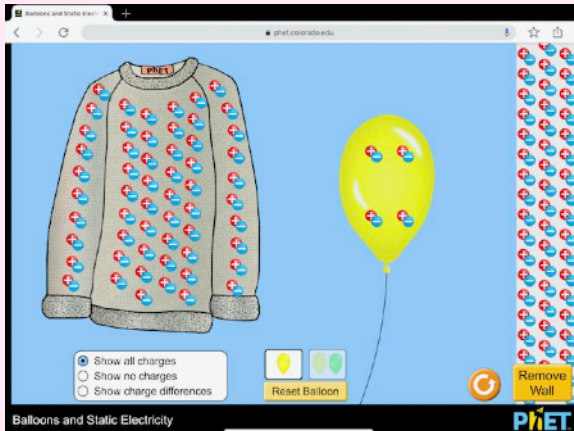 Balloons and Static Electri
phet.colorado.edu
PhET
Show all charges
Show no charges
Show charge differences
Reset Balloon
Remove
Wall
Balloons and Static Electricity
PhET